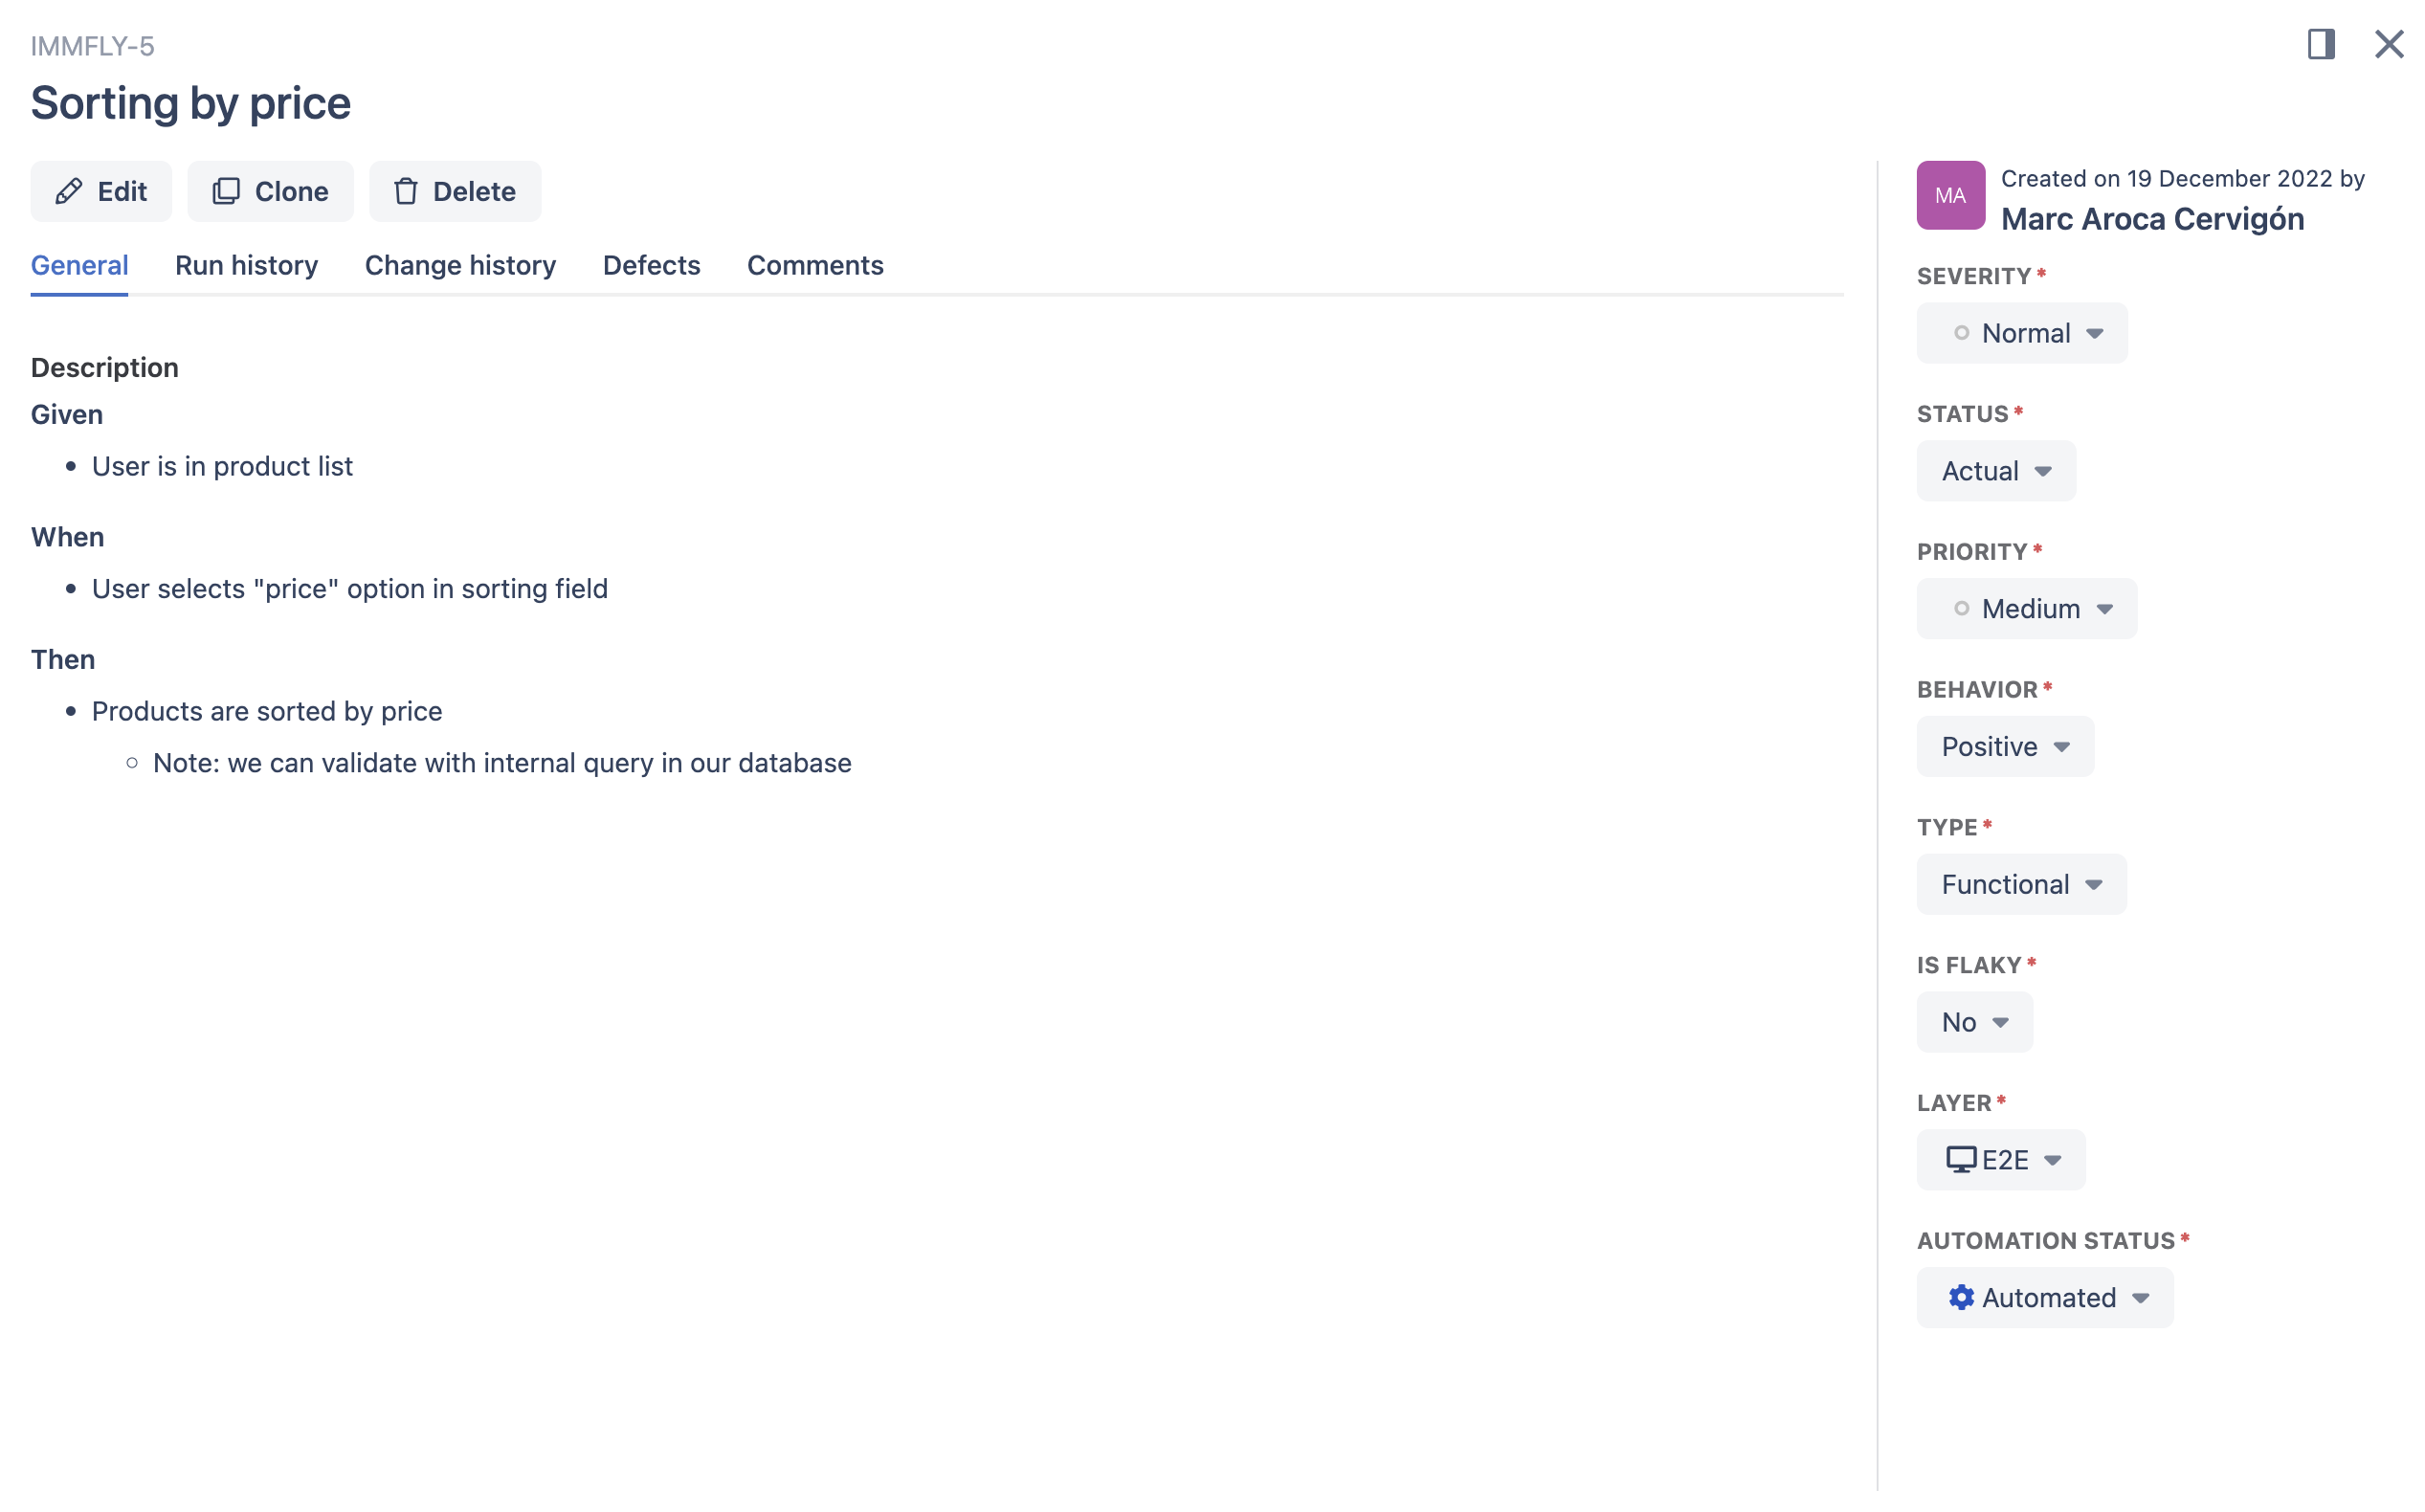 IMMFLY-5
Sorting by price
Edit
Clone
Delete
General
Run history
Change history
Defects
Comments
Description
Given
User is in product list
When
User selects "price" option in sorting field
Then
Products are sorted by price
Note: we can validate with internal query in our database
MA
Created on 19 December 2022 by
Marc Aroca Cervigón
SEVERITY*
Normal
STATUS*
Actual
PRIORITY*
Medium
BEHAVIOR*
Positive
TYPE*
Functional
IS FLAKY*
No
LAYER*
E2E
AUTOMATION STATUS*
Automated